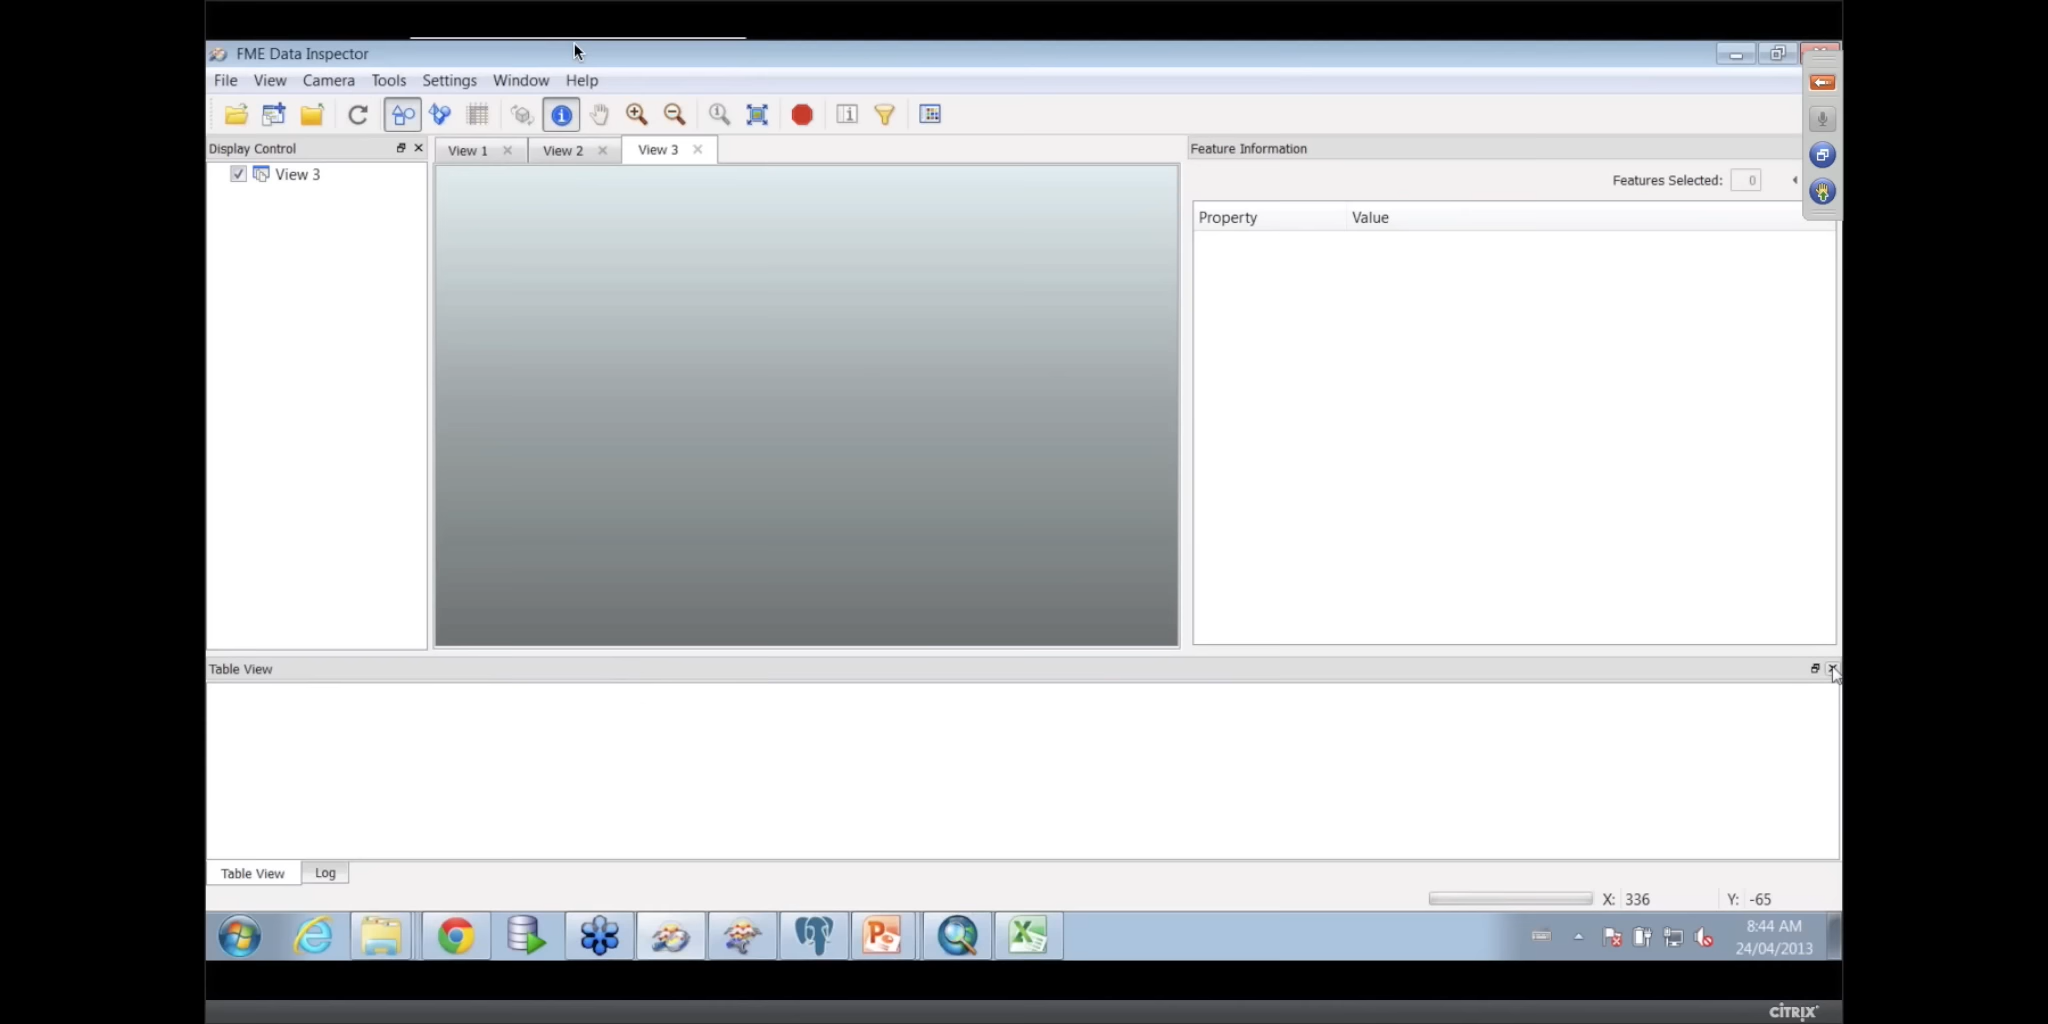 FME Data Inspector
File View Camera Tools Settings Window Help
Display Control
View 1 View 2 View 3
Feature Information
View 3
Features Selected: 0
Property Value
Table View
Table View Log
X: 336 Y: -65
8:44 AM
24/04/2013
CITRIX